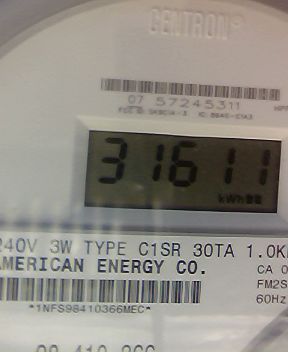 CENTRON®
07 57245311
31611
kWh
240V 3W TYPE C1SR 30TA 1.0K
AMERICAN ENERGY CO.
CA 0
FM2S
60Hz
*1NFS98410366MEC*